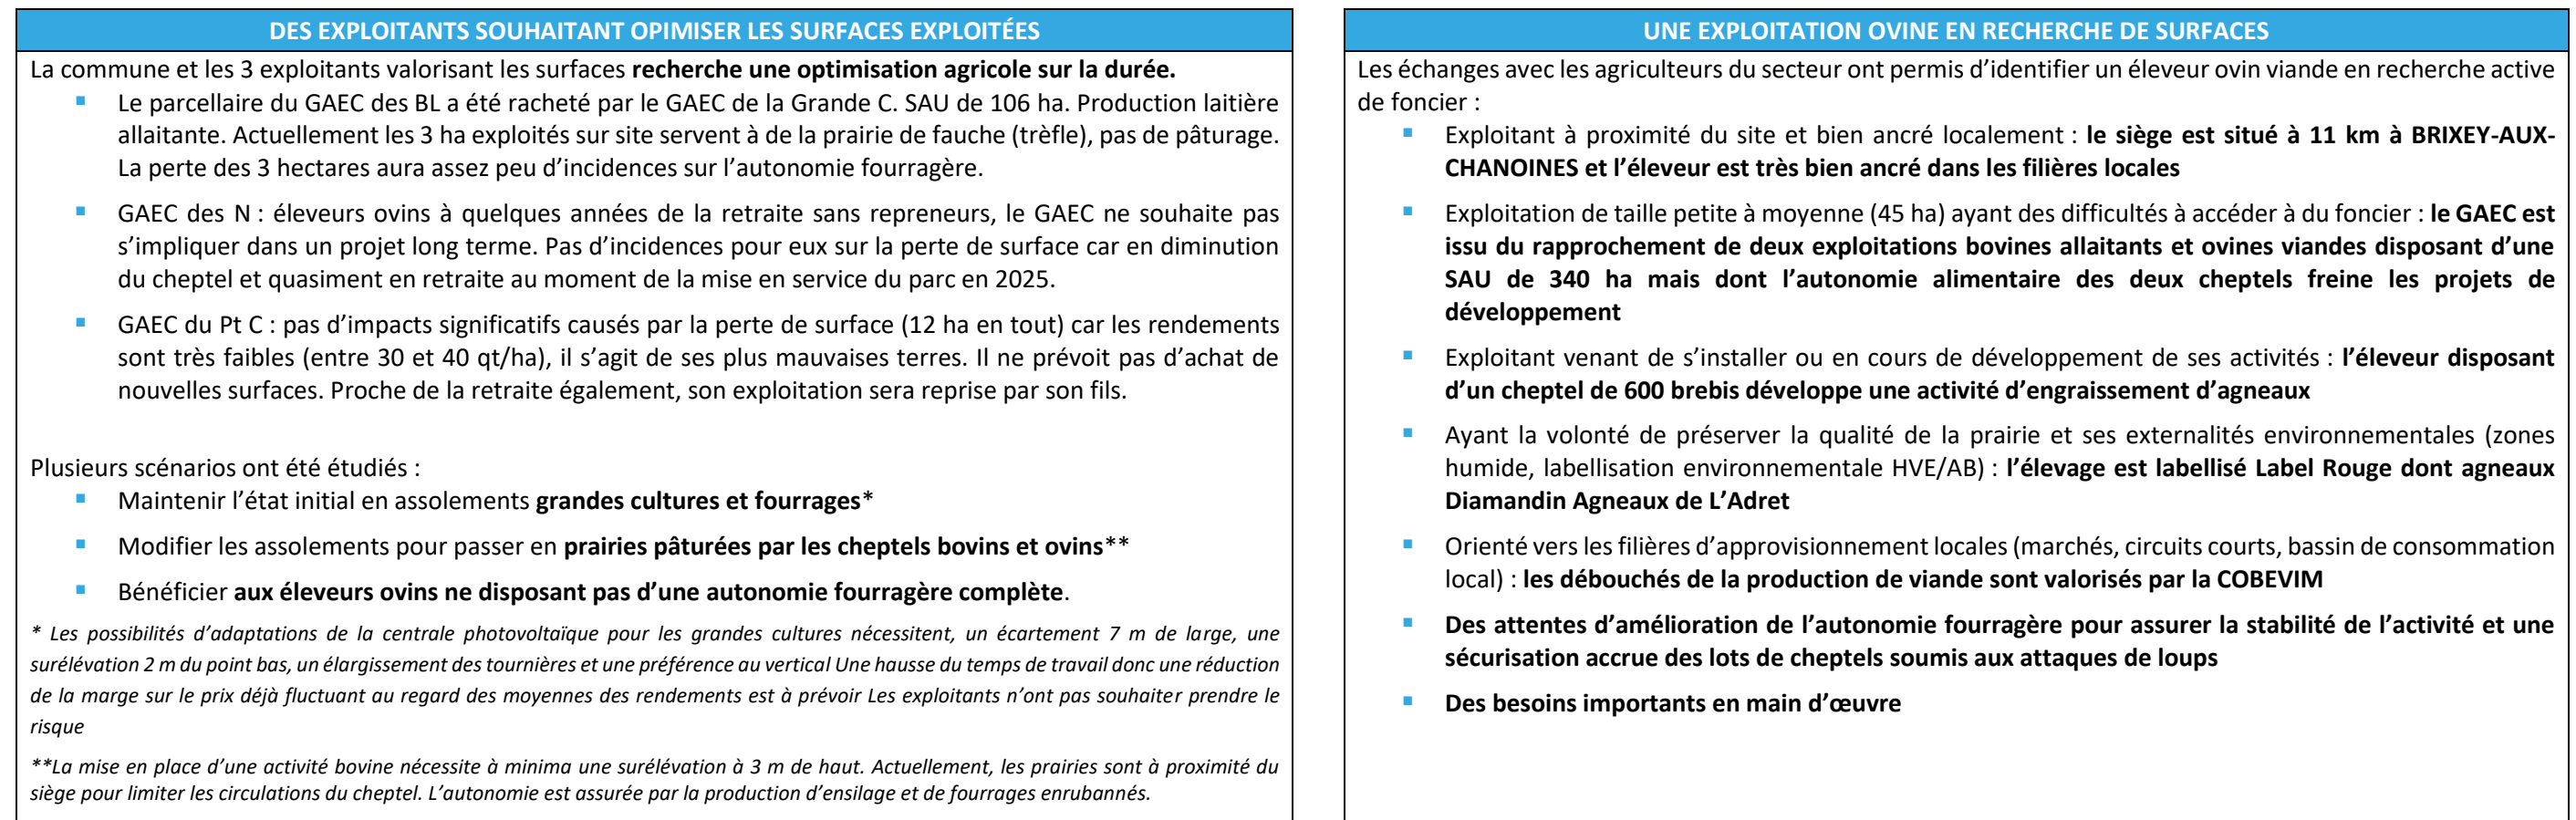 DES EXPLOITANTS SOUHAITANT OPIMISER LES SURFACES EXPLOITÉES
La commune et les 3 exploitants valorisant les surfaces recherche une optimisation agricole sur la durée.
▪ Le parcellaire du GAEC des BL a été racheté par le GAEC de la Grande C. SAU de 106 ha. Production laitière
allaitante. Actuellement les 3 ha exploités sur site servent à de la prairie de fauche (trèfle), pas de pâturage.
La perte des 3 hectares aura assez peu d’incidences sur l’autonomie fourragère.
▪ GAEC des N : éleveurs ovins à quelques années de la retraite sans repreneurs, le GAEC ne souhaite pas
s’impliquer dans un projet long terme. Pas d’incidences pour eux sur la perte de surface car en diminution
du cheptel et quasiment en retraite au moment de la mise en service du parc en 2025.
▪ GAEC du Pt C : pas d’impacts significatifs causés par la perte de surface (12 ha en tout) car les rendements
sont très faibles (entre 30 et 40 qt/ha), il s’agit de ses plus mauvaises terres. Il ne prévoit pas d’achat de
nouvelles surfaces. Proche de la retraite également, son exploitation sera reprise par son fils.
Plusieurs scénarios ont été étudiés :
▪ Maintenir l’état initial en assolements grandes cultures et fourrages*
▪ Modifier les assolements pour passer en prairies pâturées par les cheptels bovins et ovins**
▪ Bénéficier aux éleveurs ovins ne disposant pas d’une autonomie fourragère complète.
* Les possibilités d’adaptations de la centrale photovoltaïque pour les grandes cultures nécessitent, un écartement 7 m de large, une
surélévation 2 m du point bas, un élargissement des tournières et une préférence au vertical Une hausse du temps de travail donc une réduction
de la marge sur le prix déjà fluctuant au regard des moyennes des rendements est à prévoir Les exploitants n’ont pas souhaiter prendre le
risque
**La mise en place d’une activité bovine nécessite à minima une surélévation à 3 m de haut. Actuellement, les prairies sont à proximité du
siège pour limiter les circulations du cheptel. L’autonomie est assurée par la production d’ensilage et de fourrages enrubannés.
UNE EXPLOITATION OVINE EN RECHERCHE DE SURFACES
Les échanges avec les agriculteurs du secteur ont permis d’identifier un éleveur ovin viande en recherche active
de foncier :
▪ Exploitant à proximité du site et bien ancré localement : le siège est situé à 11 km à BRIXEY-AUX-
CHANOINES et l’éleveur est très bien ancré dans les filières locales
▪ Exploitation de taille petite à moyenne (45 ha) ayant des difficultés à accéder à du foncier : le GAEC est
issu du rapprochement de deux exploitations bovines allaitants et ovines viandes disposant d’une
SAU de 340 ha mais dont l’autonomie alimentaire des deux cheptels freine les projets de
développement
▪ Exploitant venant de s’installer ou en cours de développement de ses activités : l’éleveur disposant
d’un cheptel de 600 brebis développe une activité d’engraissement d’agneaux
▪ Ayant la volonté de préserver la qualité de la prairie et ses externalités environnementales (zones
humide, labellisation environnementale HVE/AB) : l’élevage est labellisé Label Rouge dont agneaux
Diamandin Agneaux de L’Adret
▪ Orienté vers les filières d’approvisionnement locales (marchés, circuits courts, bassin de consommation
local) : les débouchés de la production de viande sont valorisés par la COBEVIM
▪ Des attentes d’amélioration de l’autonomie fourragère pour assurer la stabilité de l’activité et une
sécurisation accrue des lots de cheptels soumis aux attaques de loups
▪ Des besoins importants en main d’œuvre